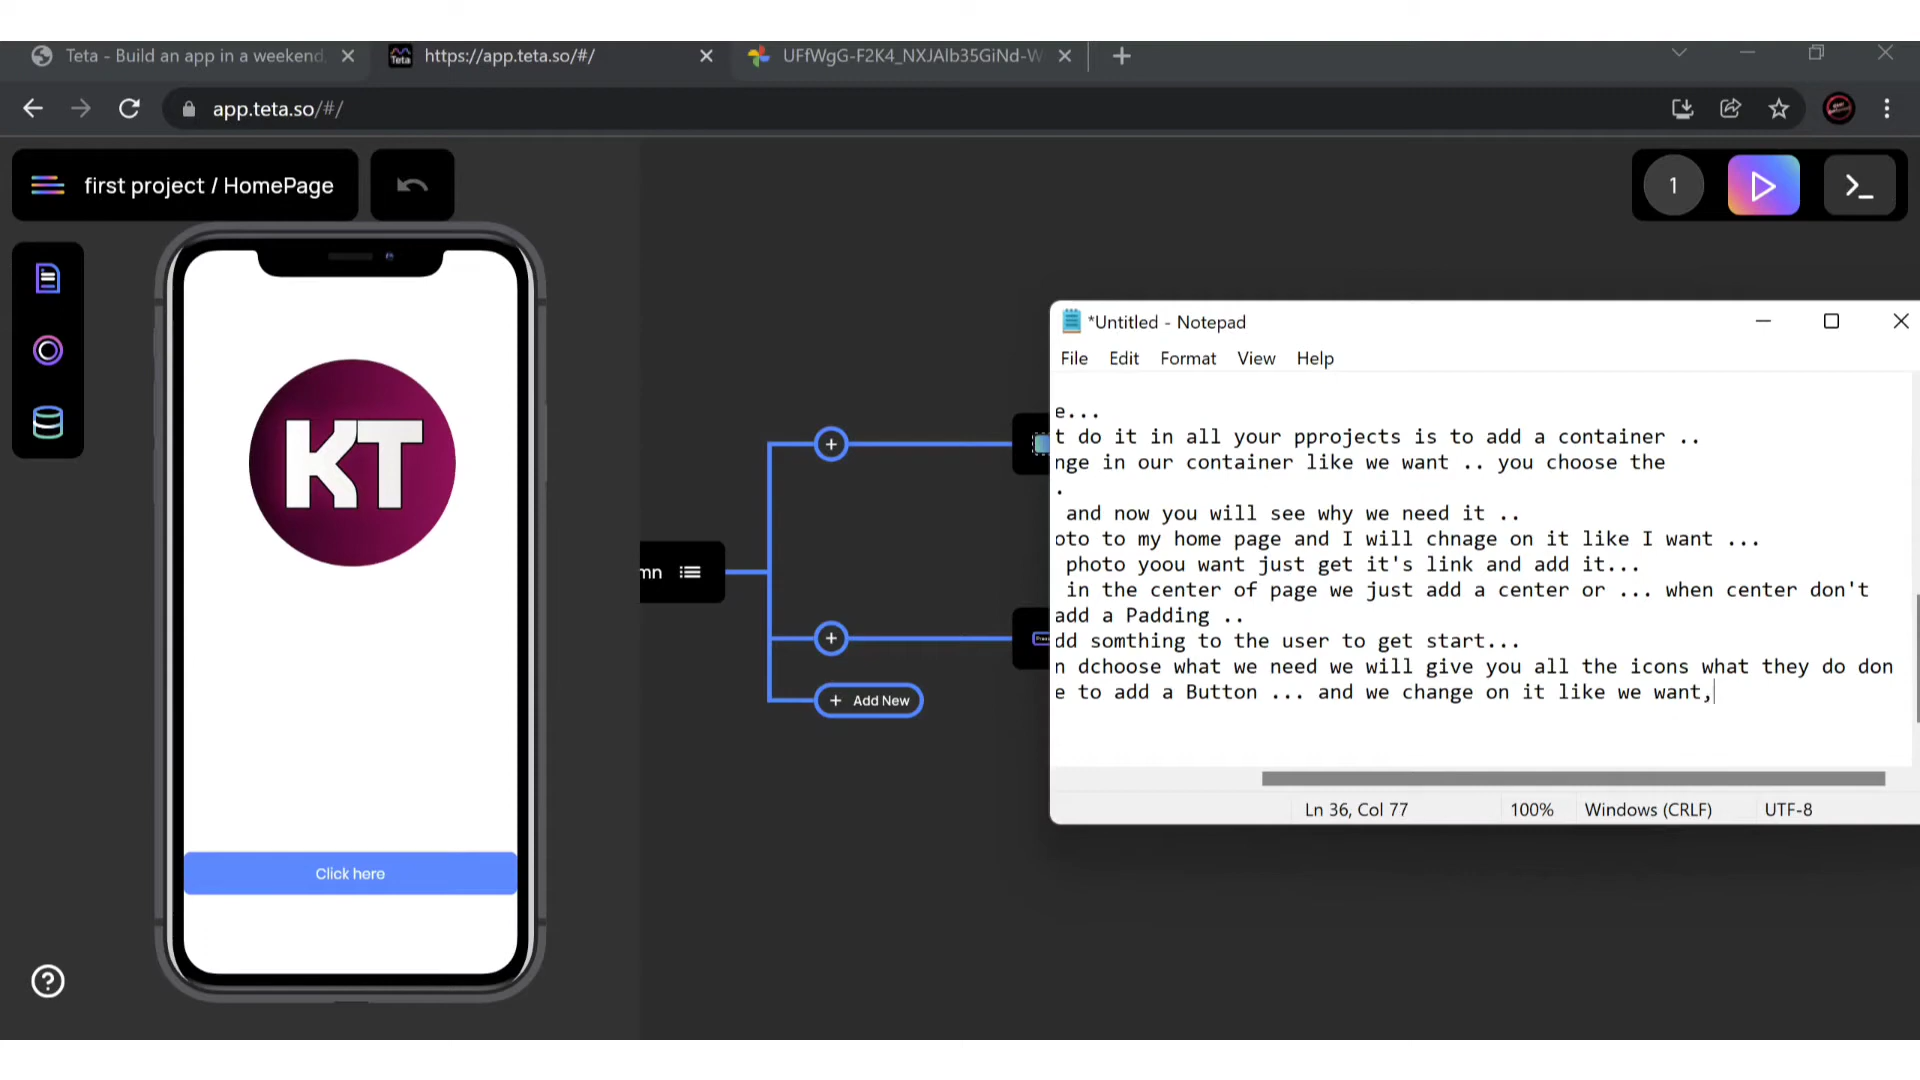 Teta - Build an app in a weekend.
https://app.teta.so/#/
UFfWgG-F2K4_NXJAlb35GiNd-W
app.teta.so/#/
first project / HomePage
1
Teta
KT
Click here
mn
Add New
*Untitled - Notepad
File Edit Format View Help
e...
t do it in all your pprojects is to add a container ..
nge in our container like we want .. you choose the
.
and now you will see why we need it ..
oto to my home page and I will chnage on it like I want ...
photo yoou want just get it's link and add it...
in the center of page we just add a center or ... when center don't
add a Padding ..
dd somthing to the user to get start...
n dchoose what we need we will give you all the icons what they do don
e to add a Button ... and we change on it like we want,
Ln 36, Col 77
100%
Windows (CRLF)
UTF-8